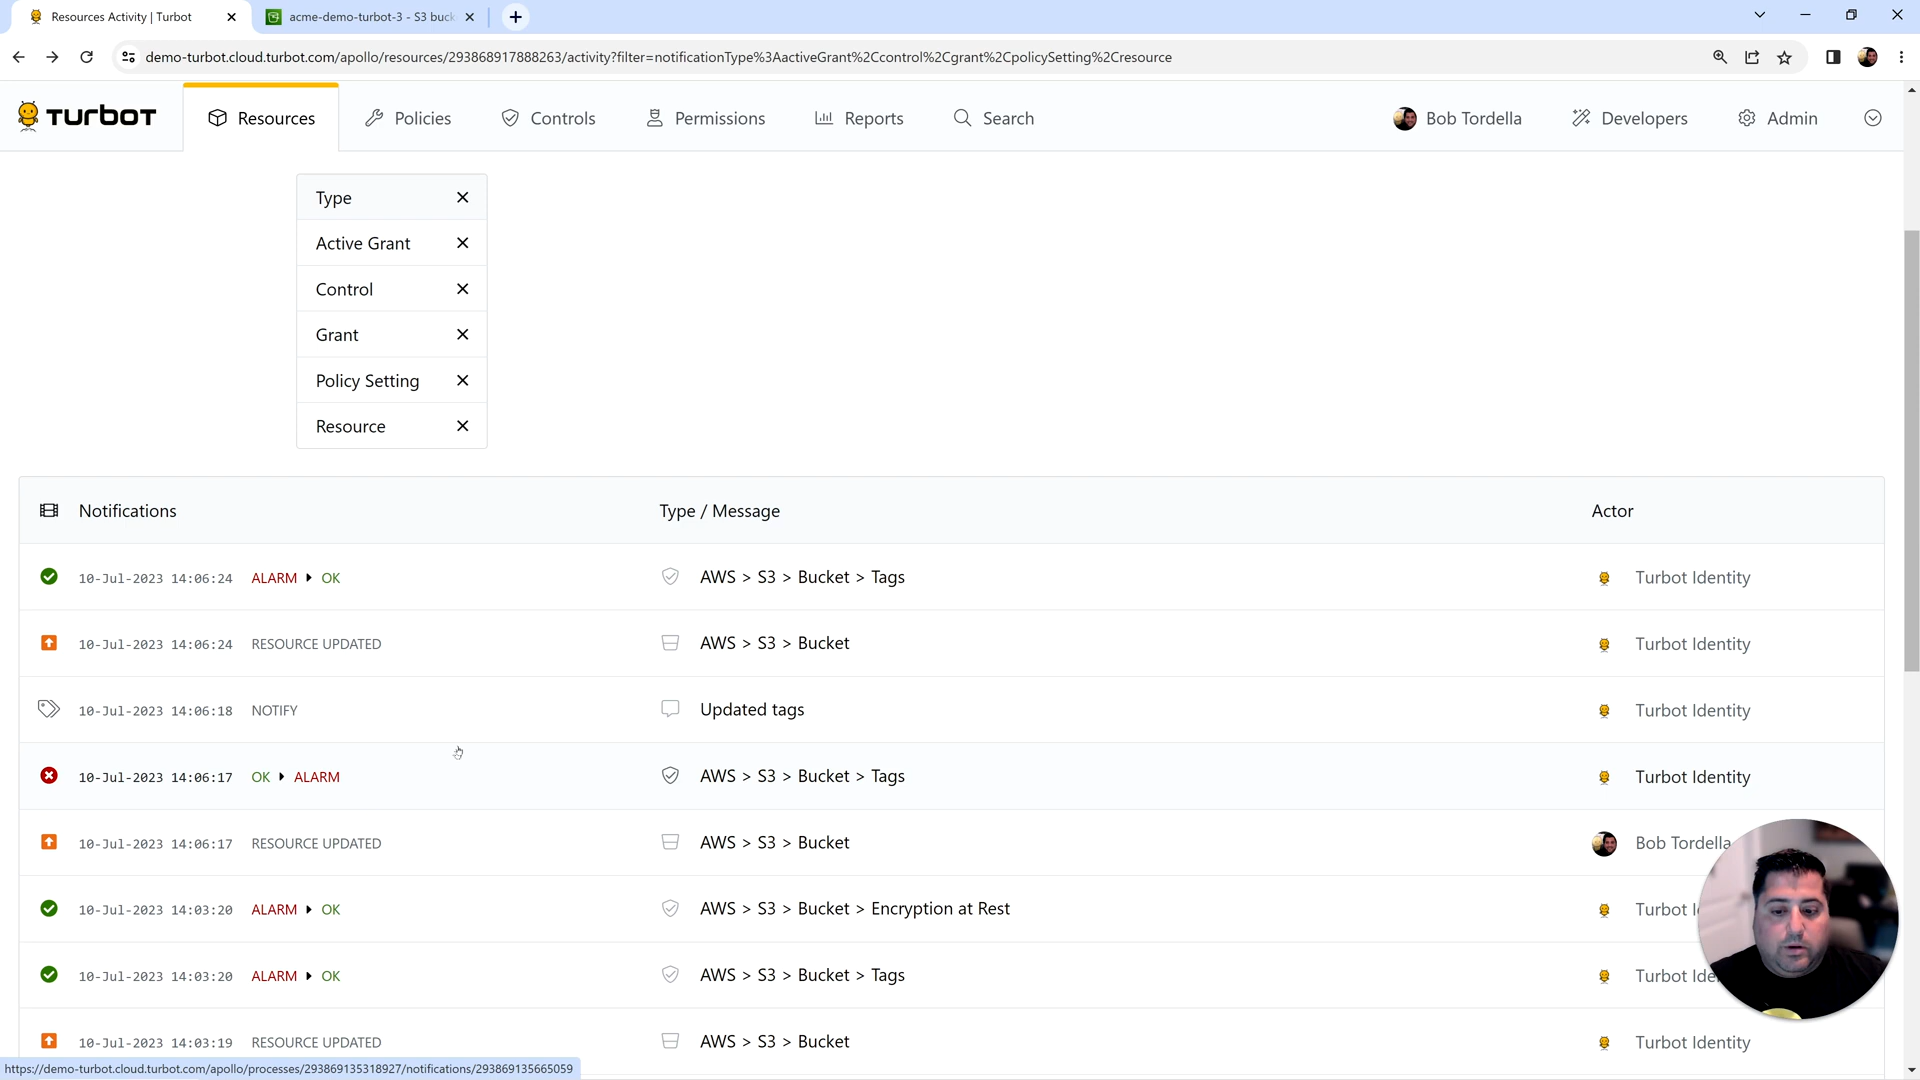 Resources Activity | Turbot
acme-demo-turbot-3 - S3 buck
demo-turbot.cloud.turbot.com/apollo/resources/293868917888263/activity?filter=notificationType%3AactiveGrant%2Ccontrol%2Cgrant%2CpolicySetting%2Cresource
TURBOT
Resources
Policies
Controls
Permissions
Reports
Search
Bob Tordella
Developers
Admin
Type
Active Grant
Control
Grant
Policy Setting
Resource
Notifications Type / Message Actor
10-Jul-2023 14:06:24 ALARM OK AWS > S3 > Bucket > Tags Turbot Identity
10-Jul-2023 14:06:24 RESOURCE UPDATED AWS > S3 > Bucket Turbot Identity
10-Jul-2023 14:06:18 NOTIFY Updated tags Turbot Identity
10-Jul-2023 14:06:17 OK ALARM AWS > S3 > Bucket > Tags Turbot Identity
10-Jul-2023 14:06:17 RESOURCE UPDATED AWS > S3 > Bucket Bob Tordella
10-Jul-2023 14:03:20 ALARM OK AWS > S3 > Bucket > Encryption at Rest Turbot
10-Jul-2023 14:03:20 ALARM OK AWS > S3 > Bucket > Tags Turbot
10-Jul-2023 14:03:19 RESOURCE UPDATED AWS > S3 > Bucket Turbot Identity
https://demo-turbot.cloud.turbot.com/apollo/processes/293869135318927/notifications/293869135665059